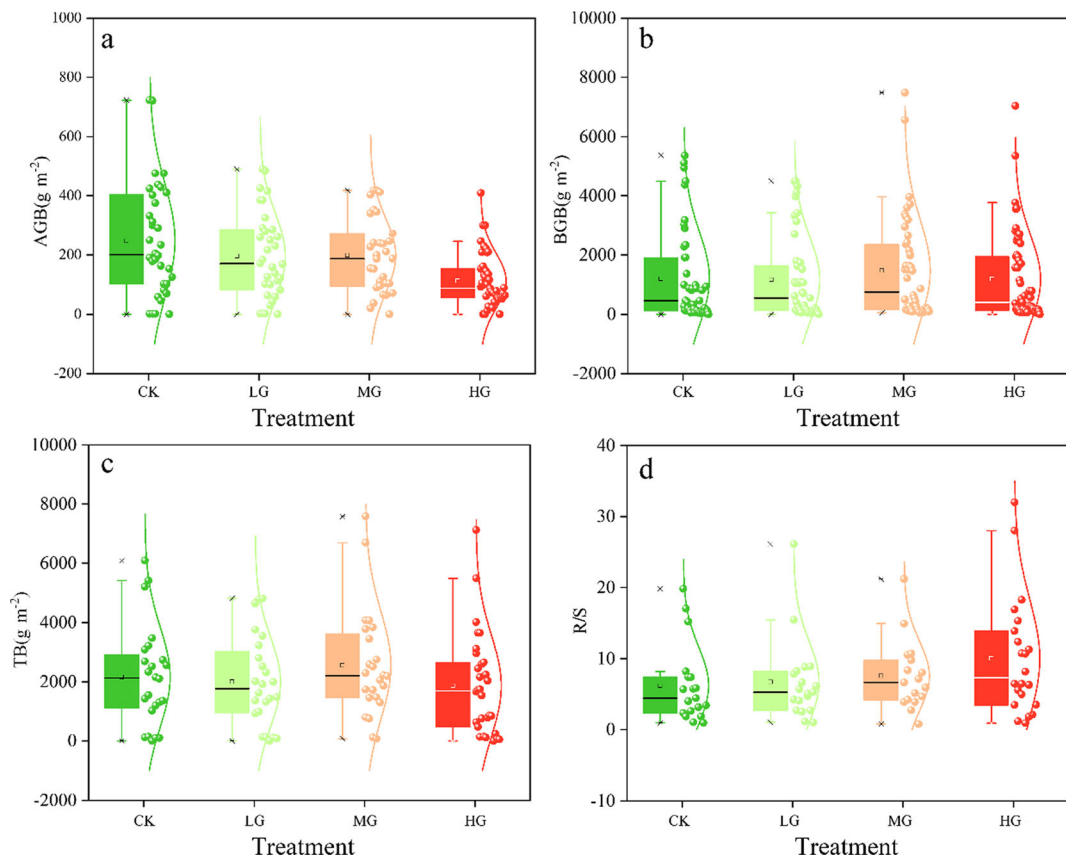 a
AGB(g m-2)
1000
800
600
400
200
0
-200
CK LG MG HG
Treatment
b
BGB(g m-2)
10000
8000
6000
4000
2000
0
-2000
CK LG MG HG
Treatment
c
TB(g m-2)
10000
8000
6000
4000
2000
0
-2000
CK LG MG HG
Treatment
d
R/S
40
30
20
10
0
-10
CK LG MG HG
Treatment